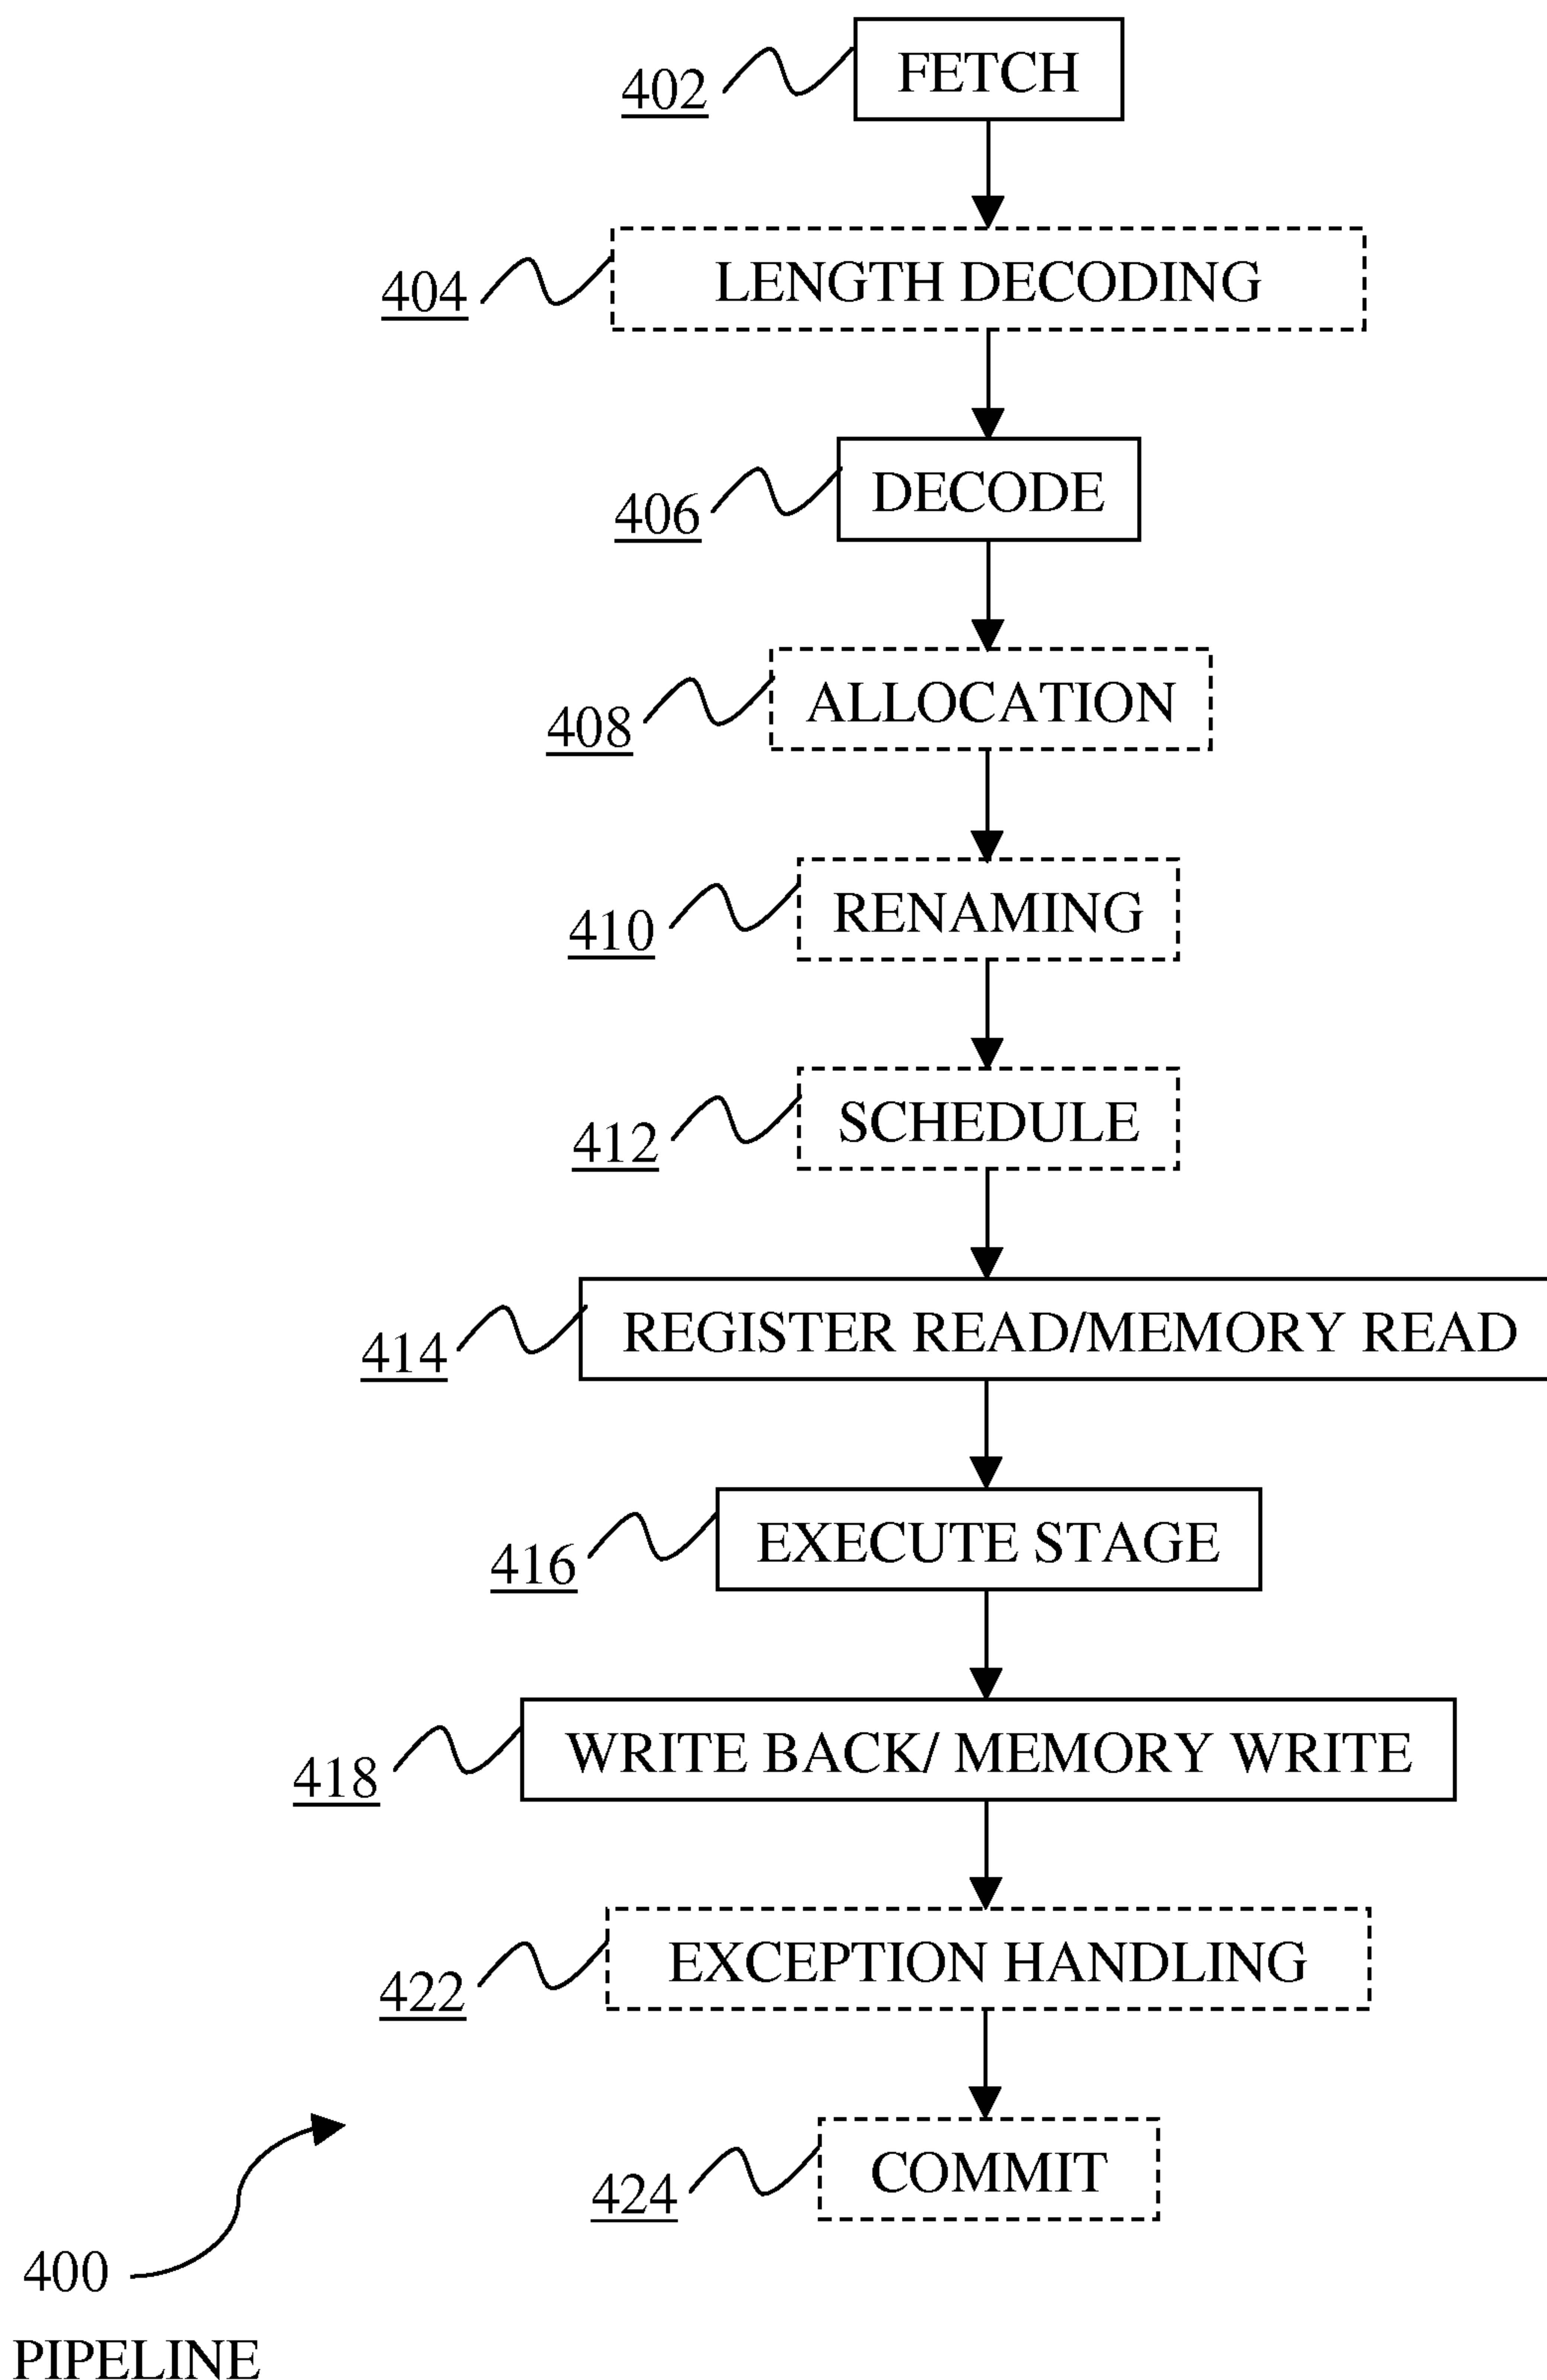 FETCH
402
LENGTH DECODING
404
DECODE
406
ALLOCATION
408
RENAMING
410
SCHEDULE
412
REGISTER READ/MEMORY READ
414
EXECUTE STAGE
416
WRITE BACK/ MEMORY WRITE
418
EXCEPTION HANDLING
422
COMMIT
424
400
PIPELINE